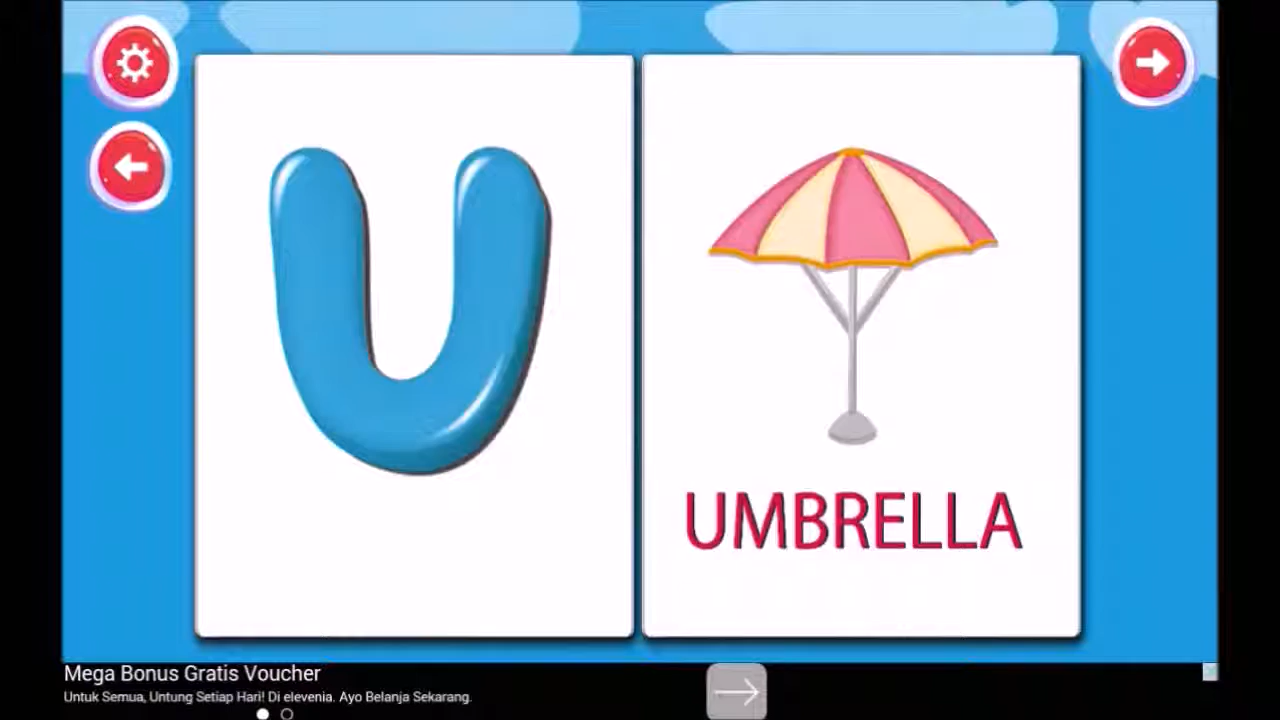 U
UMBRELLA
Mega Bonus Gratis Voucher
Untuk Semua, Untung Setiap Hari! Di elevenia. Ayo Belanja Sekarang.